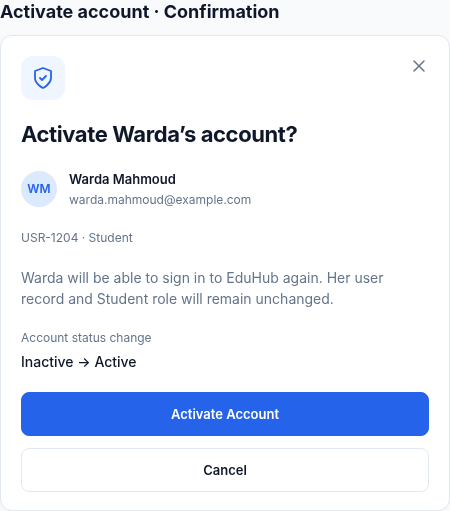 Activate account · Confirmation
Activate Warda’s account?
WM
Warda Mahmoud
warda.mahmoud@example.com
USR-1204 · Student
Warda will be able to sign in to EduHub again. Her user
record and Student role will remain unchanged.
Account status change
Inactive → Active
Activate Account
Cancel